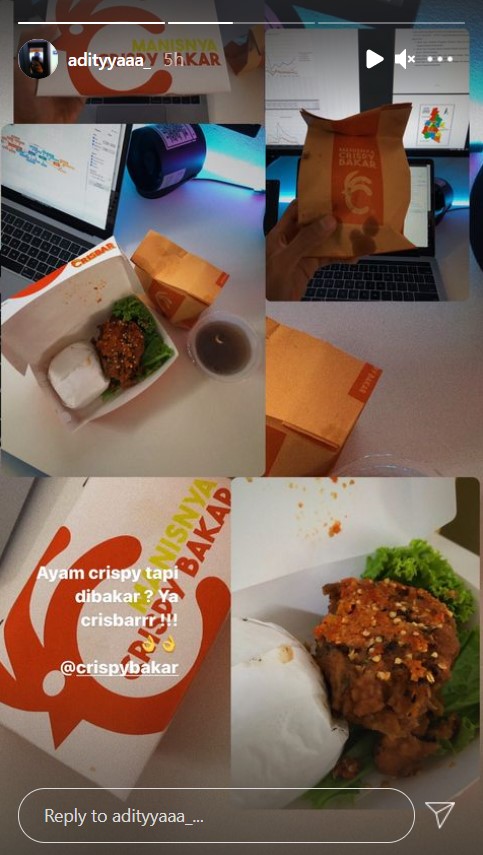 MANISNYA
CRISPY BAKAR
adityyaaa_ 5h
CRISPY
BAKAR
CRISBAR
MANISNYA
CRISPY BAKAR
Ayam crispy tapi
dibakar ? Ya
crisbarrr !!!
@crispybakar
Reply to adityyaaa_...